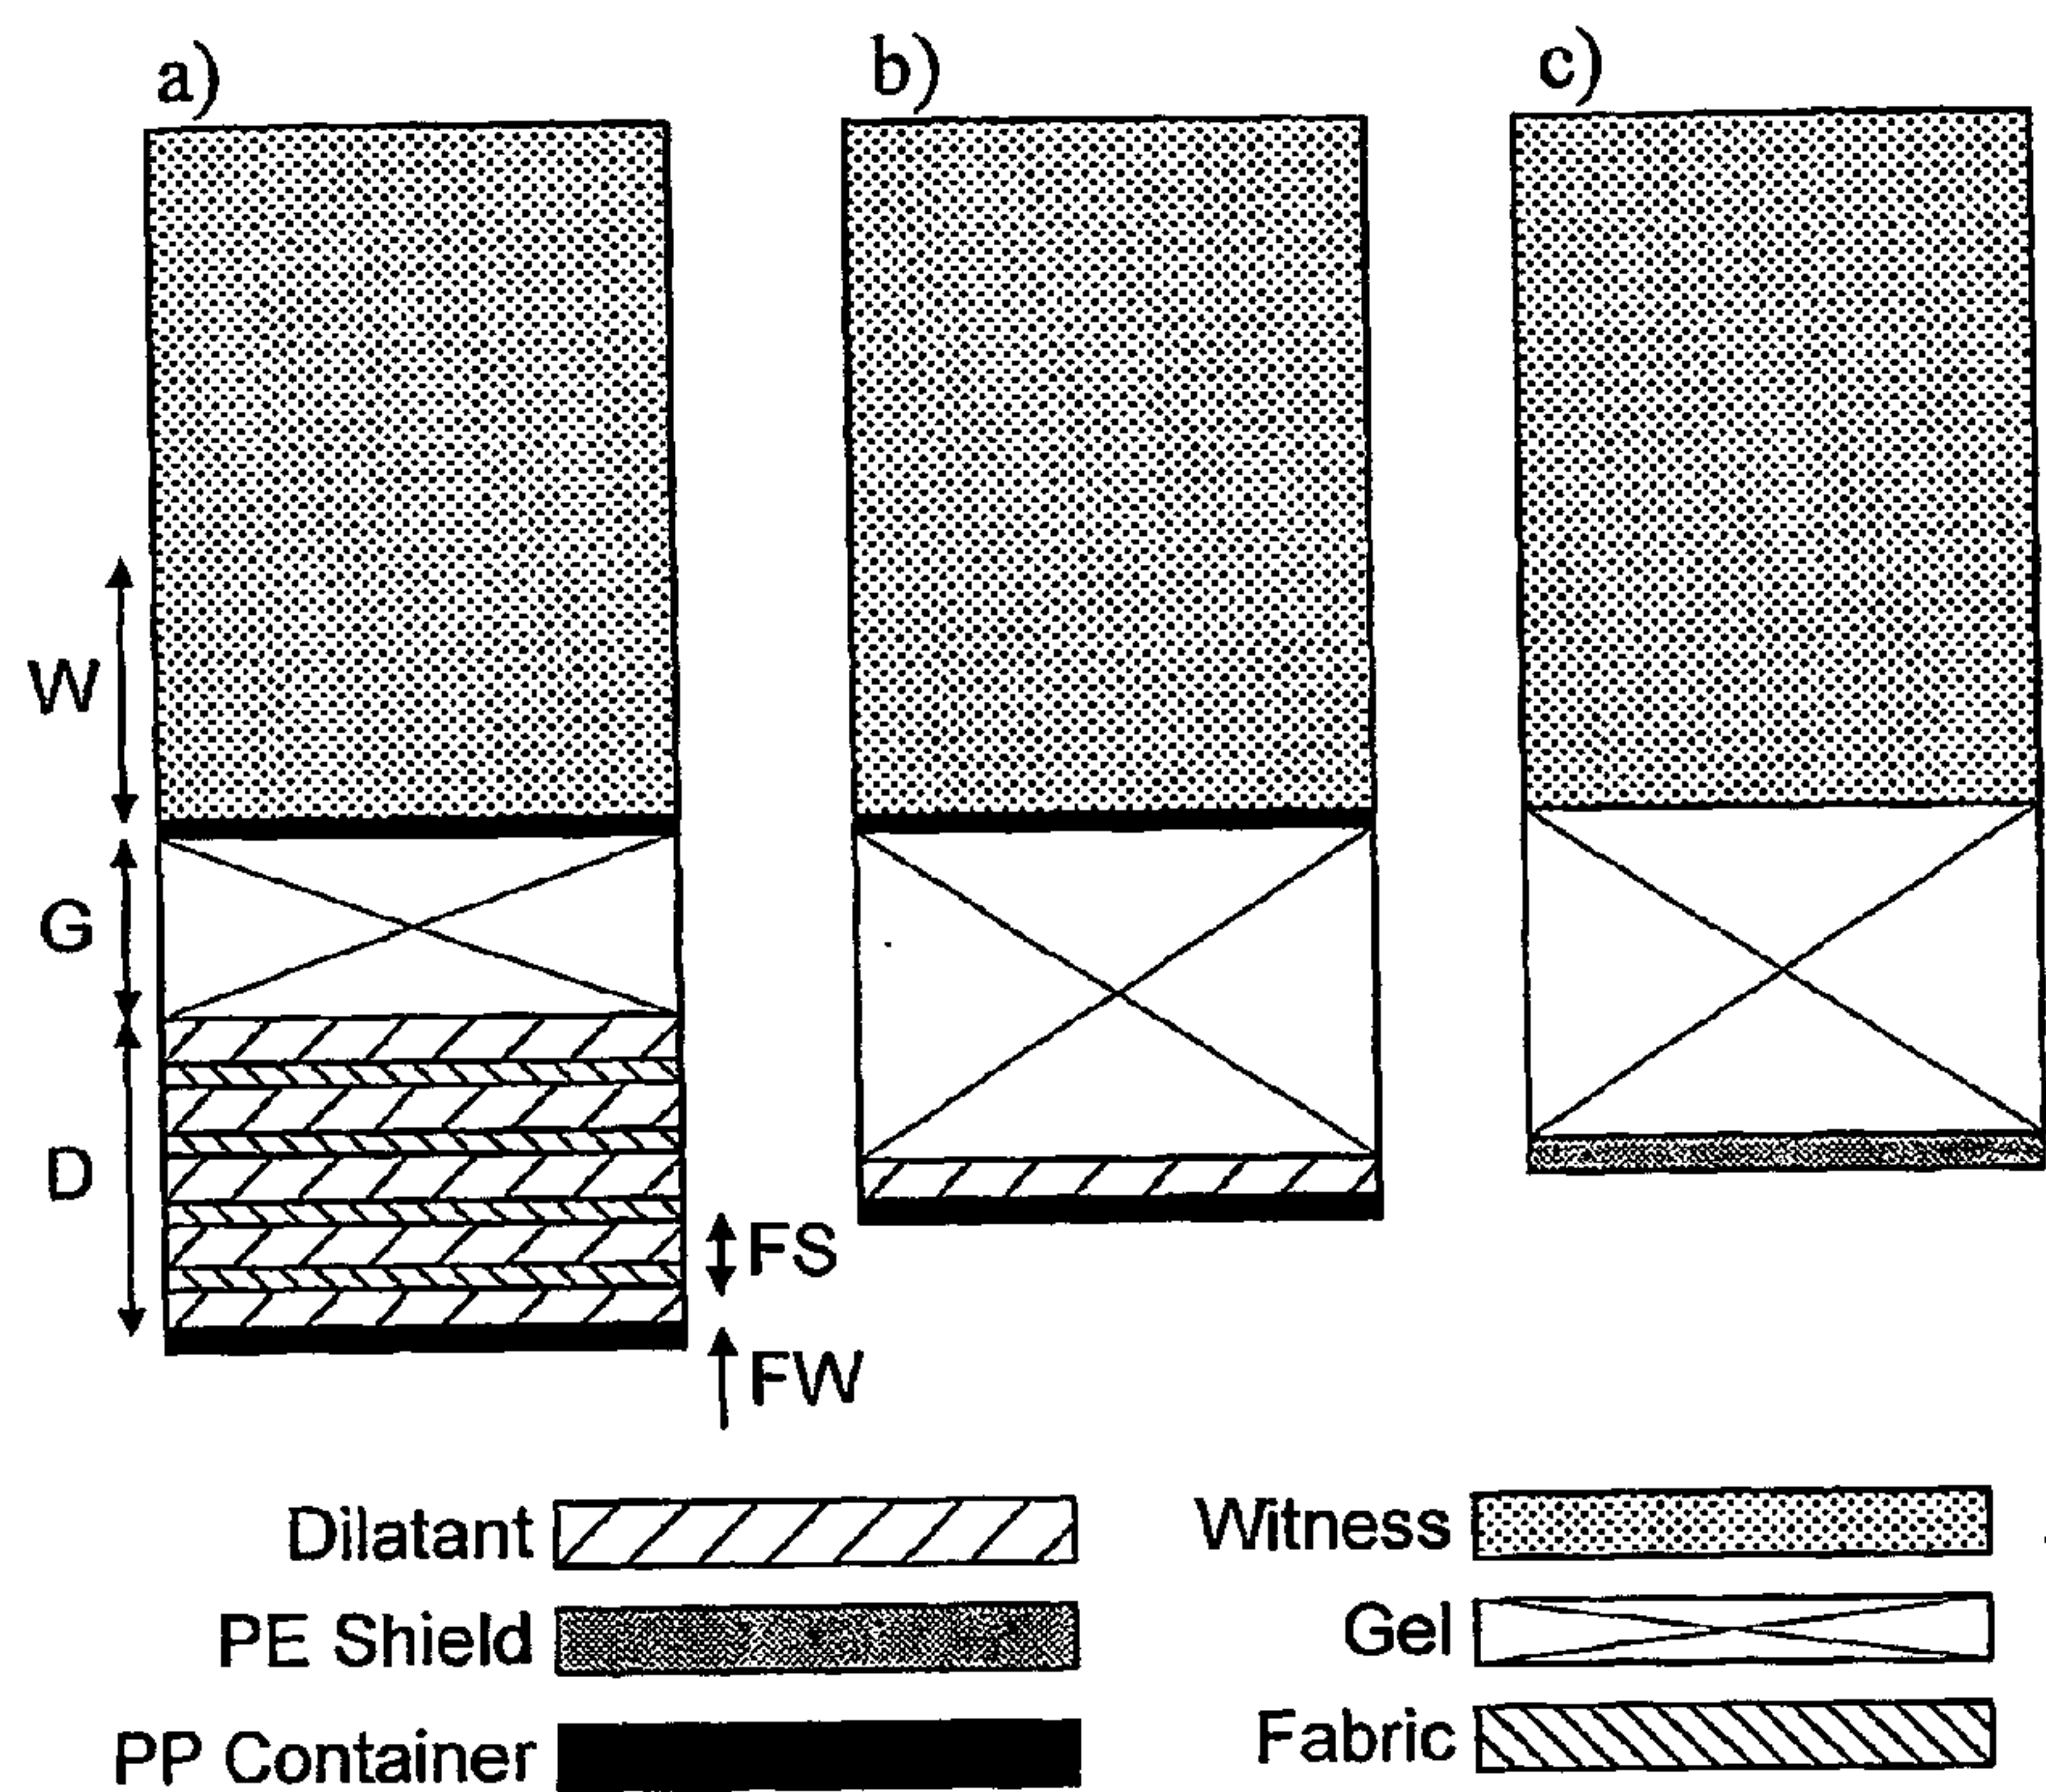 a)
b)
c)
W
G
D
FS
FW
Dilatant
Witness
PE Shield
Gel
PP Container
Fabric